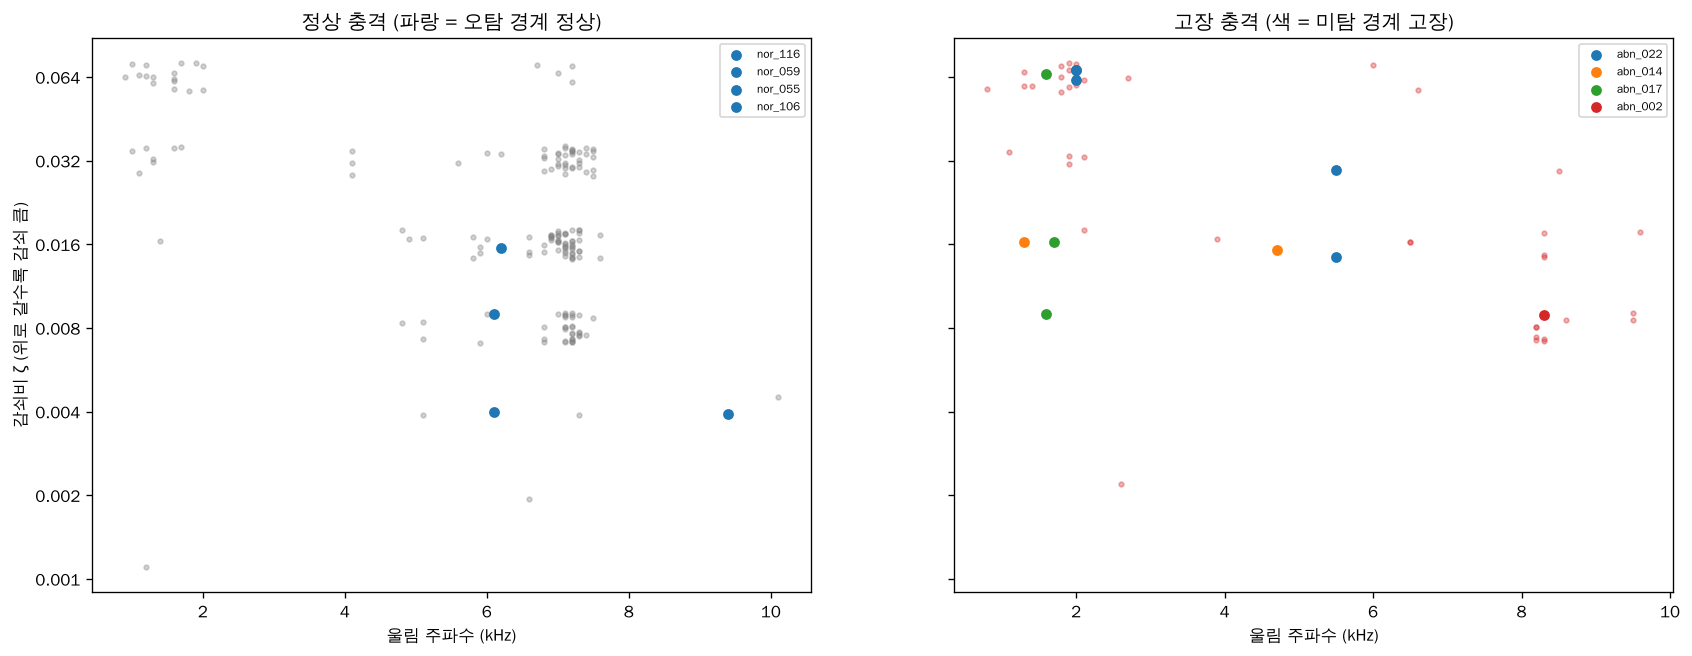 정상 충격 (파랑 = 오탐 경계 정상)
nor_116
nor_059
nor_055
nor_106
감쇠비 ζ (위로 갈수록 감쇠 큼)
0.064
0.032
0.016
0.008
0.004
0.002
0.001
2
4
6
8
10
울림 주파수 (kHz)
고장 충격 (색 = 미탐 경계 고장)
abn_022
abn_014
abn_017
abn_002
2
4
6
8
10
울림 주파수 (kHz)